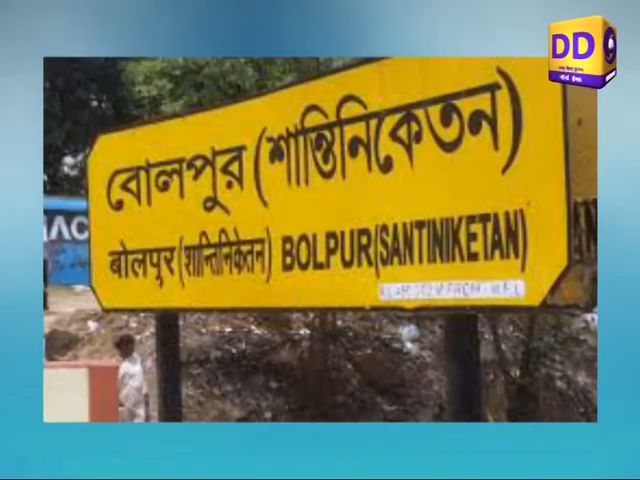 DD
বোলপুর (শান্তিনিকেতন)
बोलपुर (शान्तिनिकेतन) BOLPUR (SANTINIKETAN)